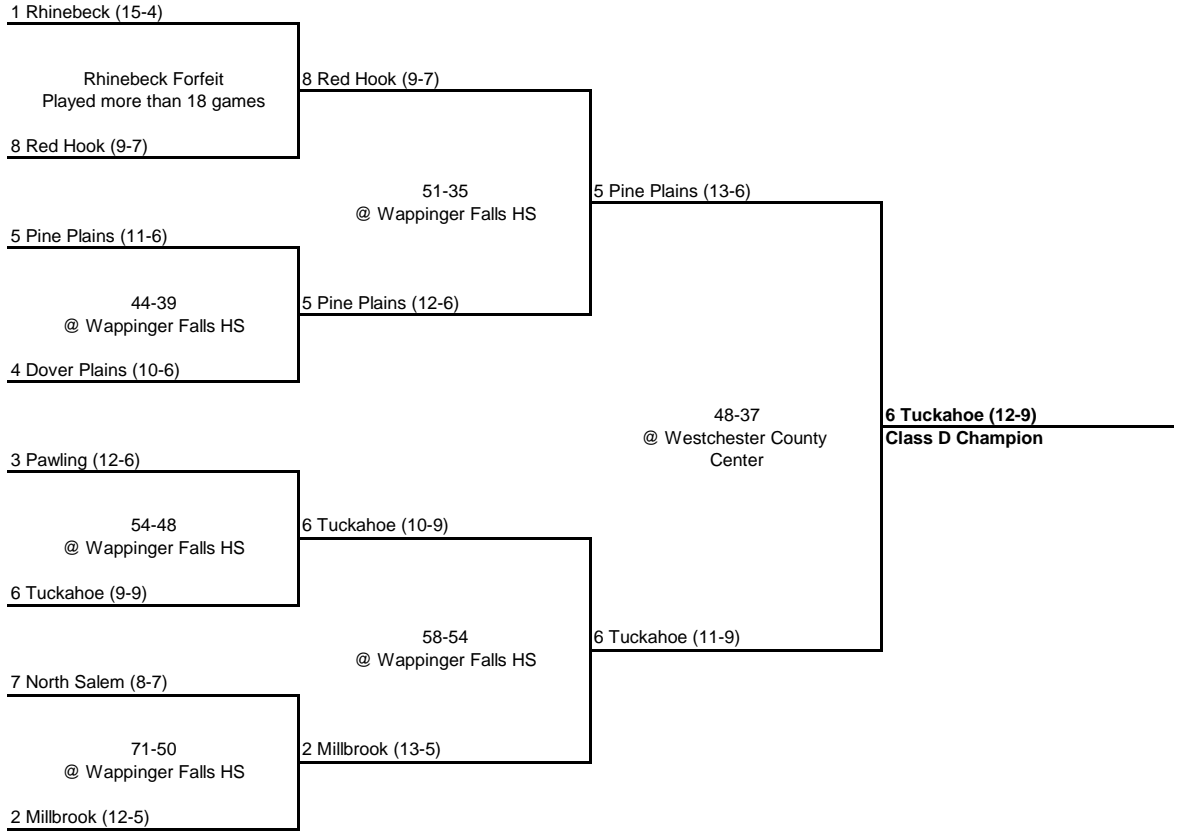 1 Rhinebeck (15-4)
Rhinebeck Forfeit
Played more than 18 games
8 Red Hook (9-7)
8 Red Hook (9-7)
51-35
@ Wappinger Falls HS
5 Pine Plains (13-6)
5 Pine Plains (11-6)
44-39
@ Wappinger Falls HS
5 Pine Plains (12-6)
4 Dover Plains (10-6)
48-37
@ Westchester County
Center
6 Tuckahoe (12-9)
Class D Champion
3 Pawling (12-6)
54-48
@ Wappinger Falls HS
6 Tuckahoe (10-9)
6 Tuckahoe (9-9)
58-54
@ Wappinger Falls HS
6 Tuckahoe (11-9)
7 North Salem (8-7)
71-50
@ Wappinger Falls HS
2 Millbrook (13-5)
2 Millbrook (12-5)